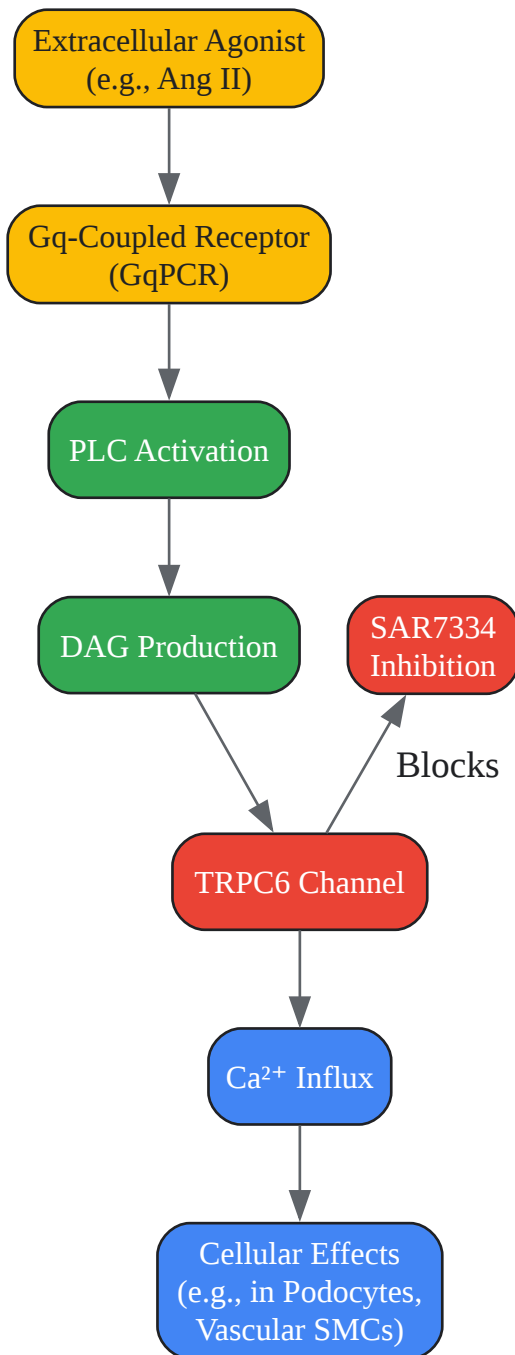 Extracellular Agonist
(e.g., Ang II)
Gq-Coupled Receptor
(GqPCR)
PLC Activation
DAG Production
SAR7334
Inhibition
Blocks
TRPC6 Channel
Ca²⁺ Influx
Cellular Effects
(e.g., in Podocytes,
Vascular SMCs)